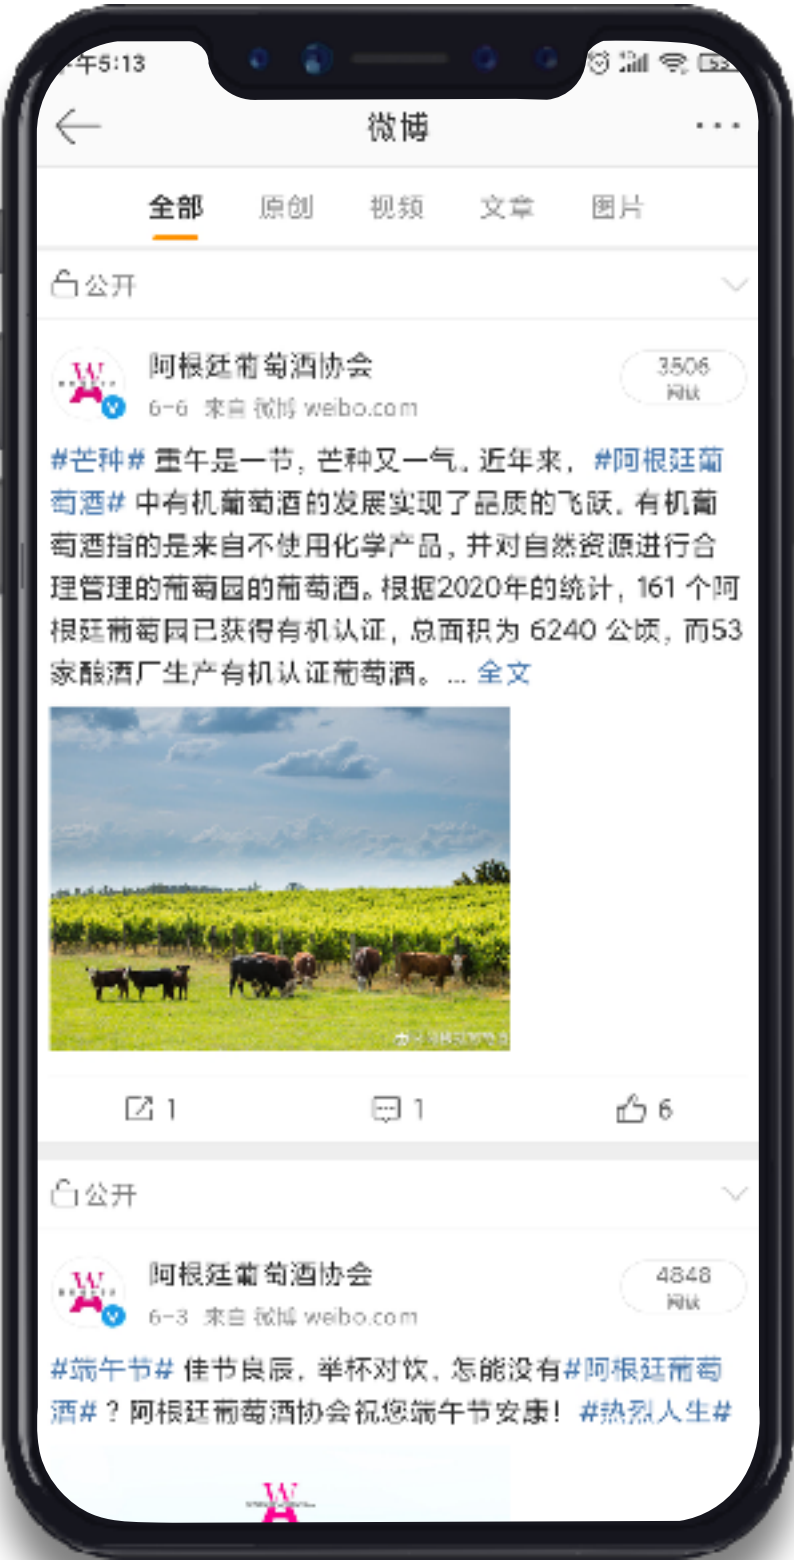 午5:13
微博
全部 原创 视频 文章 图片
公开
阿根廷葡萄酒协会
3506
阅读
6-6 来自 微博 weibo.com
#芒种# 重午是一节, 芒种又一气。近年来, #阿根廷葡
萄酒# 中有机葡萄酒的发展实现了品质的飞跃. 有机葡
萄酒指的是来自不使用化学产品, 并对自然资源进行合
理管理的葡萄园的葡萄酒。根据2020年的统计, 161 个阿
根廷葡萄园已获得有机认证, 总面积为 6240 公顷, 而53
家酿酒厂生产有机认证葡萄酒。... 全文
1 1 6
公开
阿根廷葡萄酒协会
4848
阅读
6-3 来自 微博 weibo.com
#端午节# 佳节良辰, 举杯对饮, 怎能没有#阿根廷葡萄
酒#？阿根廷葡萄酒协会祝您端午节安康！#热烈人生#